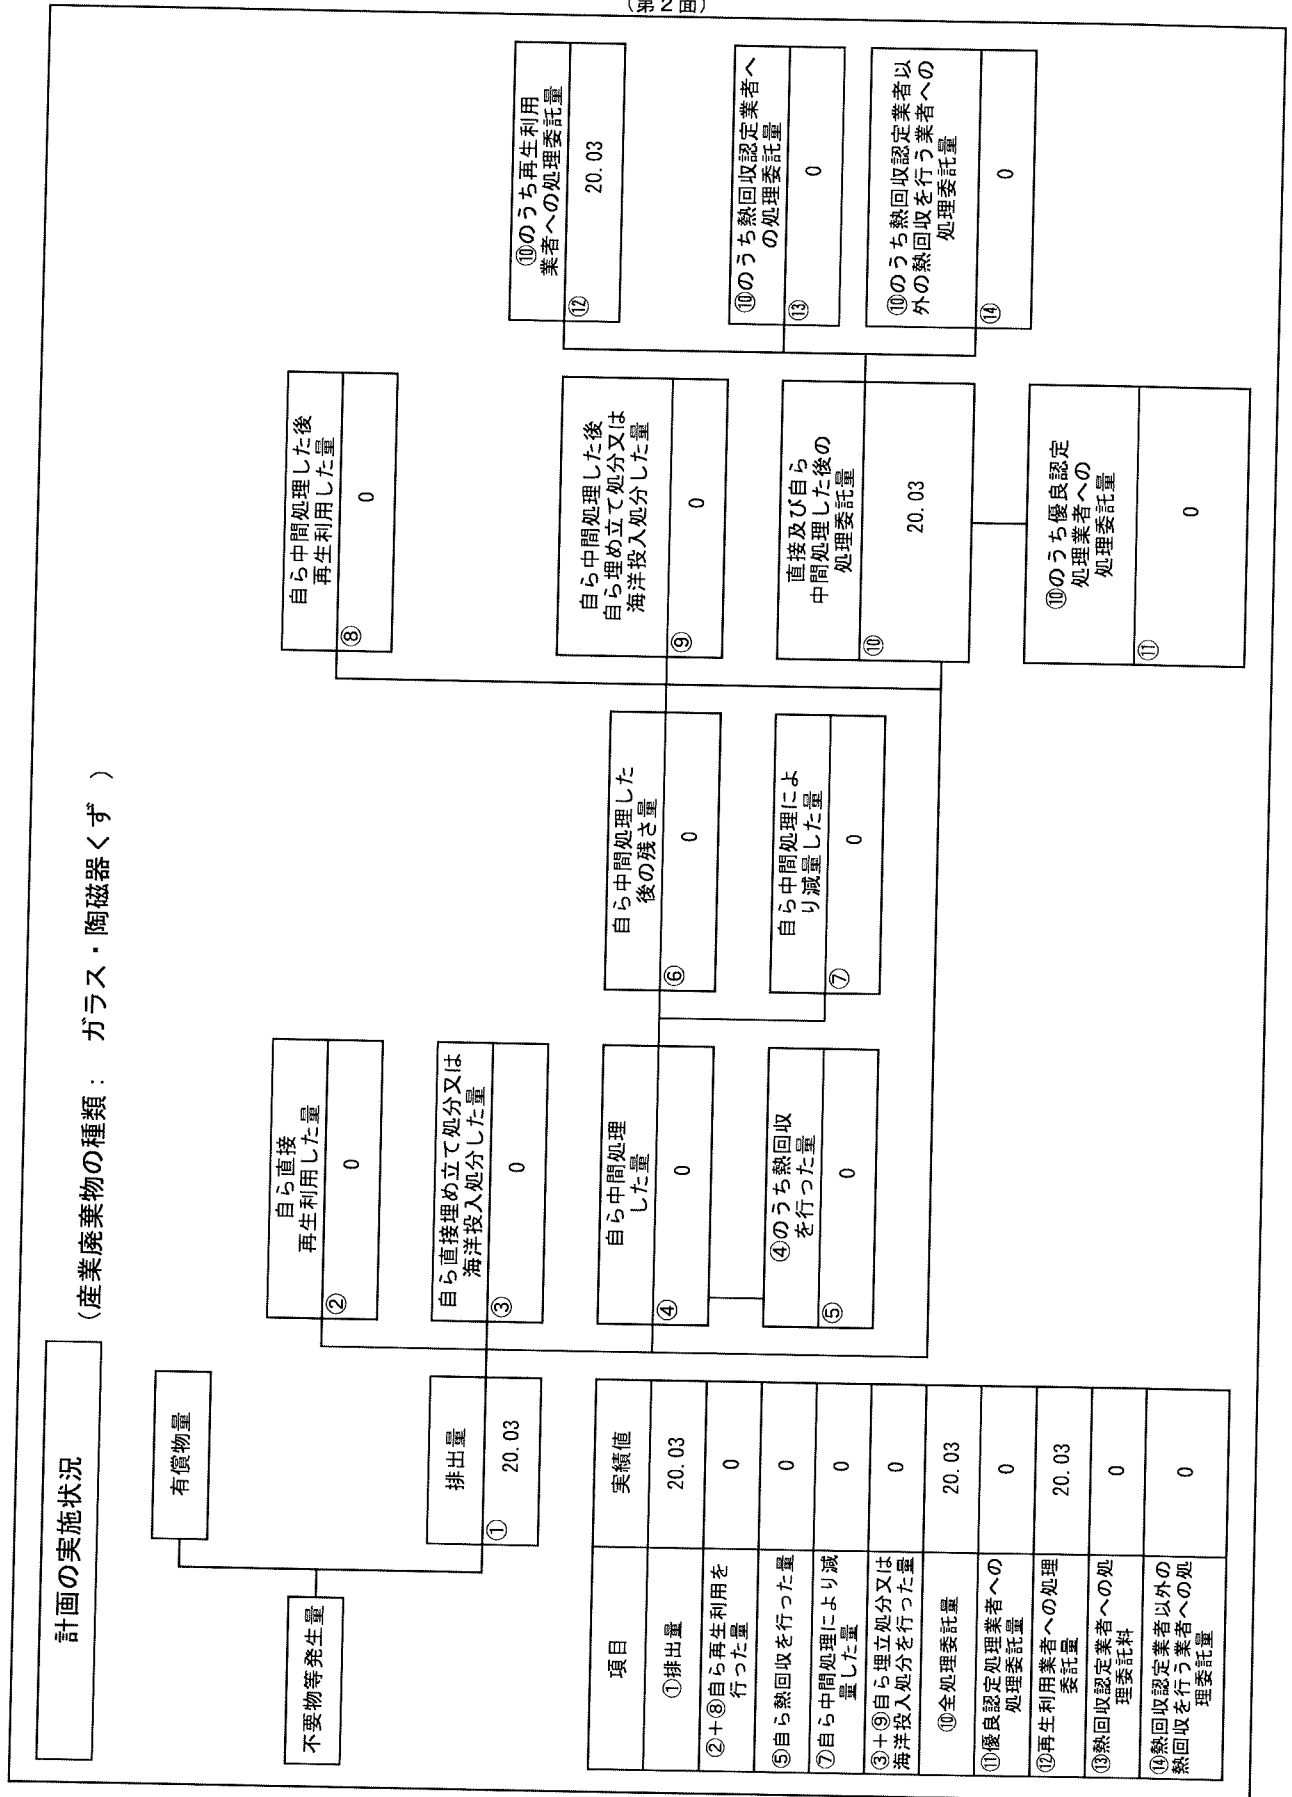 (第2面)
計画の実施状況
(産業廃棄物の種類： ガラス・陶磁器くず )
不要物等発生量
有償物量
排出量
①
20.03
自ら直接
再生利用した量
②
0
自ら直接埋め立て処分又は
海洋投入処分した量
③
0
自ら中間処理
した量
④
0
④のうち熱回収
を行った量
⑤
0
自ら中間処理した
後の残さ量
⑥
0
自ら中間処理によ
り減量した量
⑦
0
自ら中間処理した後
再生利用した量
⑧
0
自ら中間処理した後
自ら埋め立て処分又は
海洋投入処分した量
⑨
0
直接及び自ら
中間処理した後の
処理委託量
⑩
20.03
⑩のうち優良認定
処理業者への
処理委託量
⑪
0
⑩のうち再生利用
業者への処理委託量
⑫
20.03
⑩のうち熱回収認定業者へ
の処理委託量
⑬
0
⑩のうち熱回収認定業者以
外の熱回収を行う業者への
処理委託量
⑭
0
項目
実績値
①排出量
20.03
②+⑧自ら再生利用を
行った量
0
⑤自ら熱回収を行った量
0
⑦自ら中間処理により減
量した量
0
③+⑨自ら埋立処分又は
海洋投入処分を行った量
0
⑩全処理委託量
20.03
⑪優良認定処理業者への
処理委託量
0
⑫再生利用業者への処理
委託量
20.03
⑬熱回収認定業者への処
理委託料
0
⑭熱回収認定業者以外の
熱回収を行う業者への処
理委託量
0